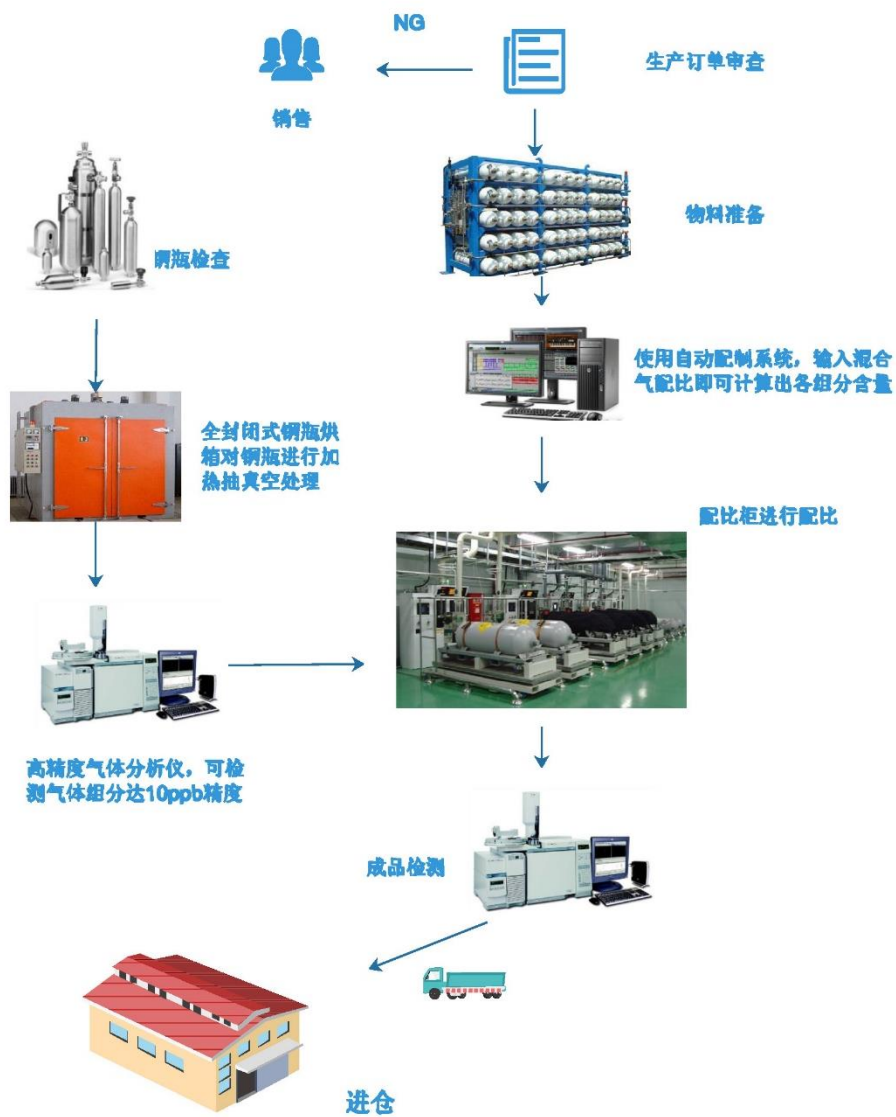 NG
生产订单审查
销售
物料准备
钢瓶检查
使用自动配制系统，输入混合
气配比即可计算出各组分含量
全封闭式钢瓶烘
箱对钢瓶进行加
热抽真空处理
配比柜进行配比
高精度气体分析仪，可检
测气体组分达10ppb精度
成品检测
进仓